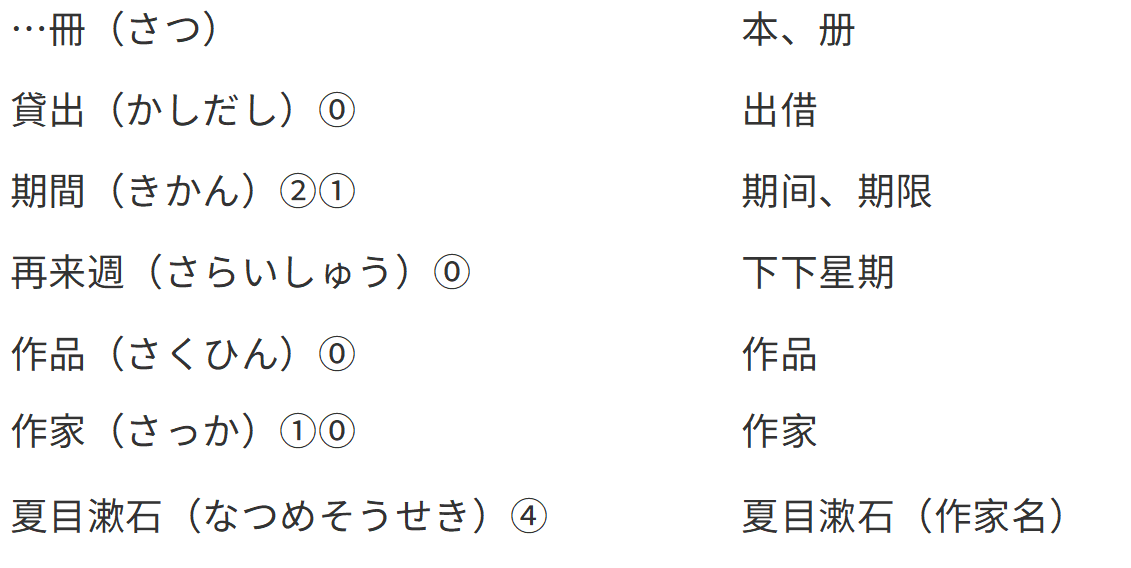 …冊（さつ） 本、册
貸出（かしだし）⓪ 出借
期間（きかん）②① 期间、期限
再来週（さらいしゅう）⓪ 下下星期
作品（さくひん）⓪ 作品
作家（さっか）①⓪ 作家
夏目漱石（なつめそうせき）④ 夏目漱石（作家名）